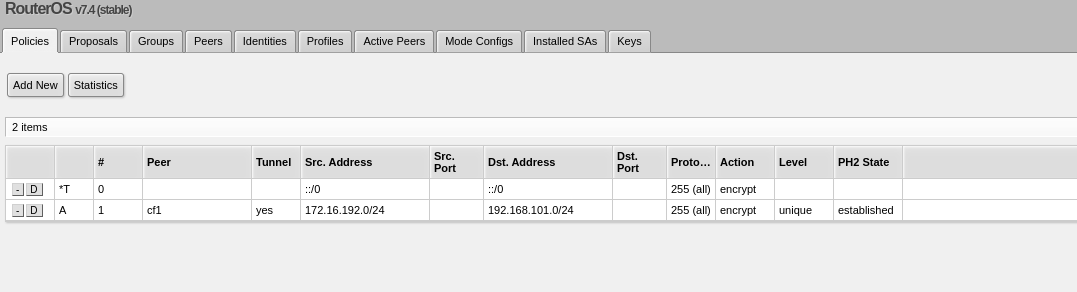 RouterOS v7.4 (stable)
Policies Proposals Groups Peers Identities Profiles Active Peers Mode Configs Installed SAs Keys
Add New Statistics
2 items
# Peer Tunnel Src. Address Src. Port Dst. Address Dst. Port Proto... Action Level PH2 State
- D *T 0 ::/0 ::/0 255 (all) encrypt
- D A 1 cf1 yes 172.16.192.0/24 192.168.101.0/24 255 (all) encrypt unique established